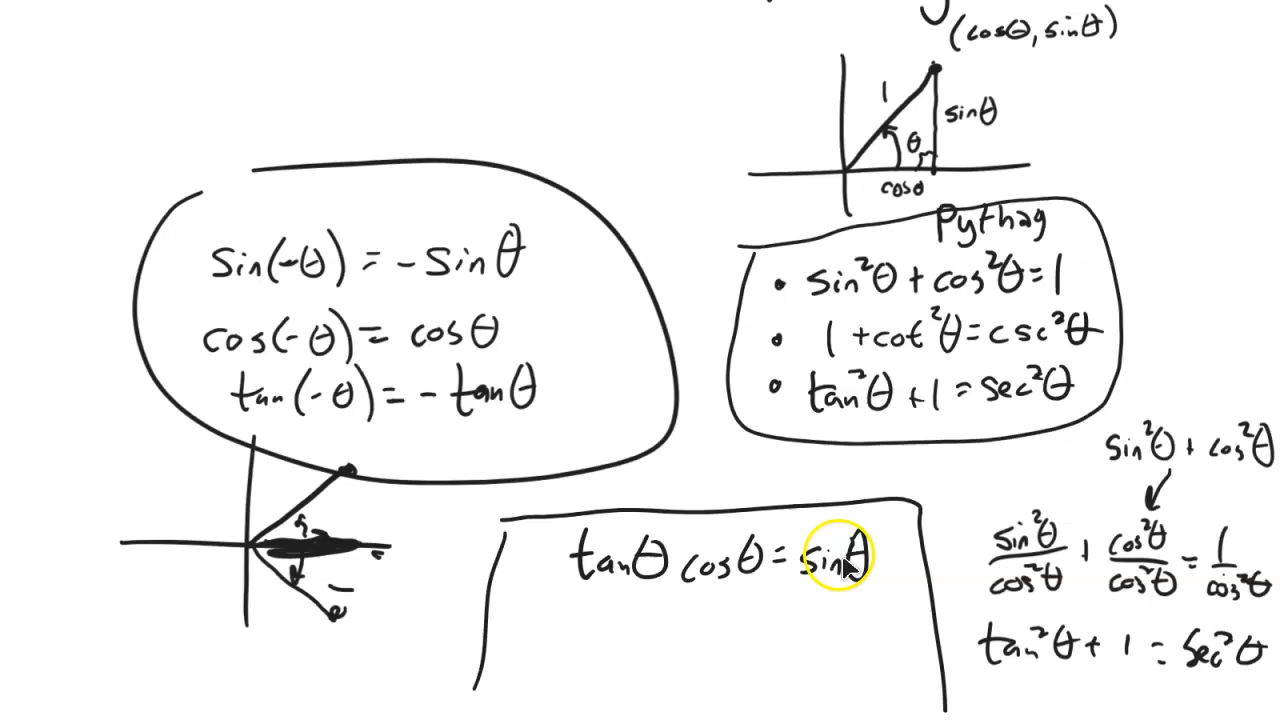 (cosθ, sinθ)
1
sinθ
θ
cosθ
Pythag
sin(-θ) = - sinθ
cos(-θ) = cosθ
tan(-θ) = - tanθ
• sin²θ + cos²θ = 1
• 1 + cot²θ = csc²θ
• tan²θ + 1 = sec²θ
sin²θ + cos²θ
sin²θ/cos²θ + cos²θ/cos²θ = 1/cos²θ
tan²θ + 1 = sec²θ
tanθ cosθ = sinθ